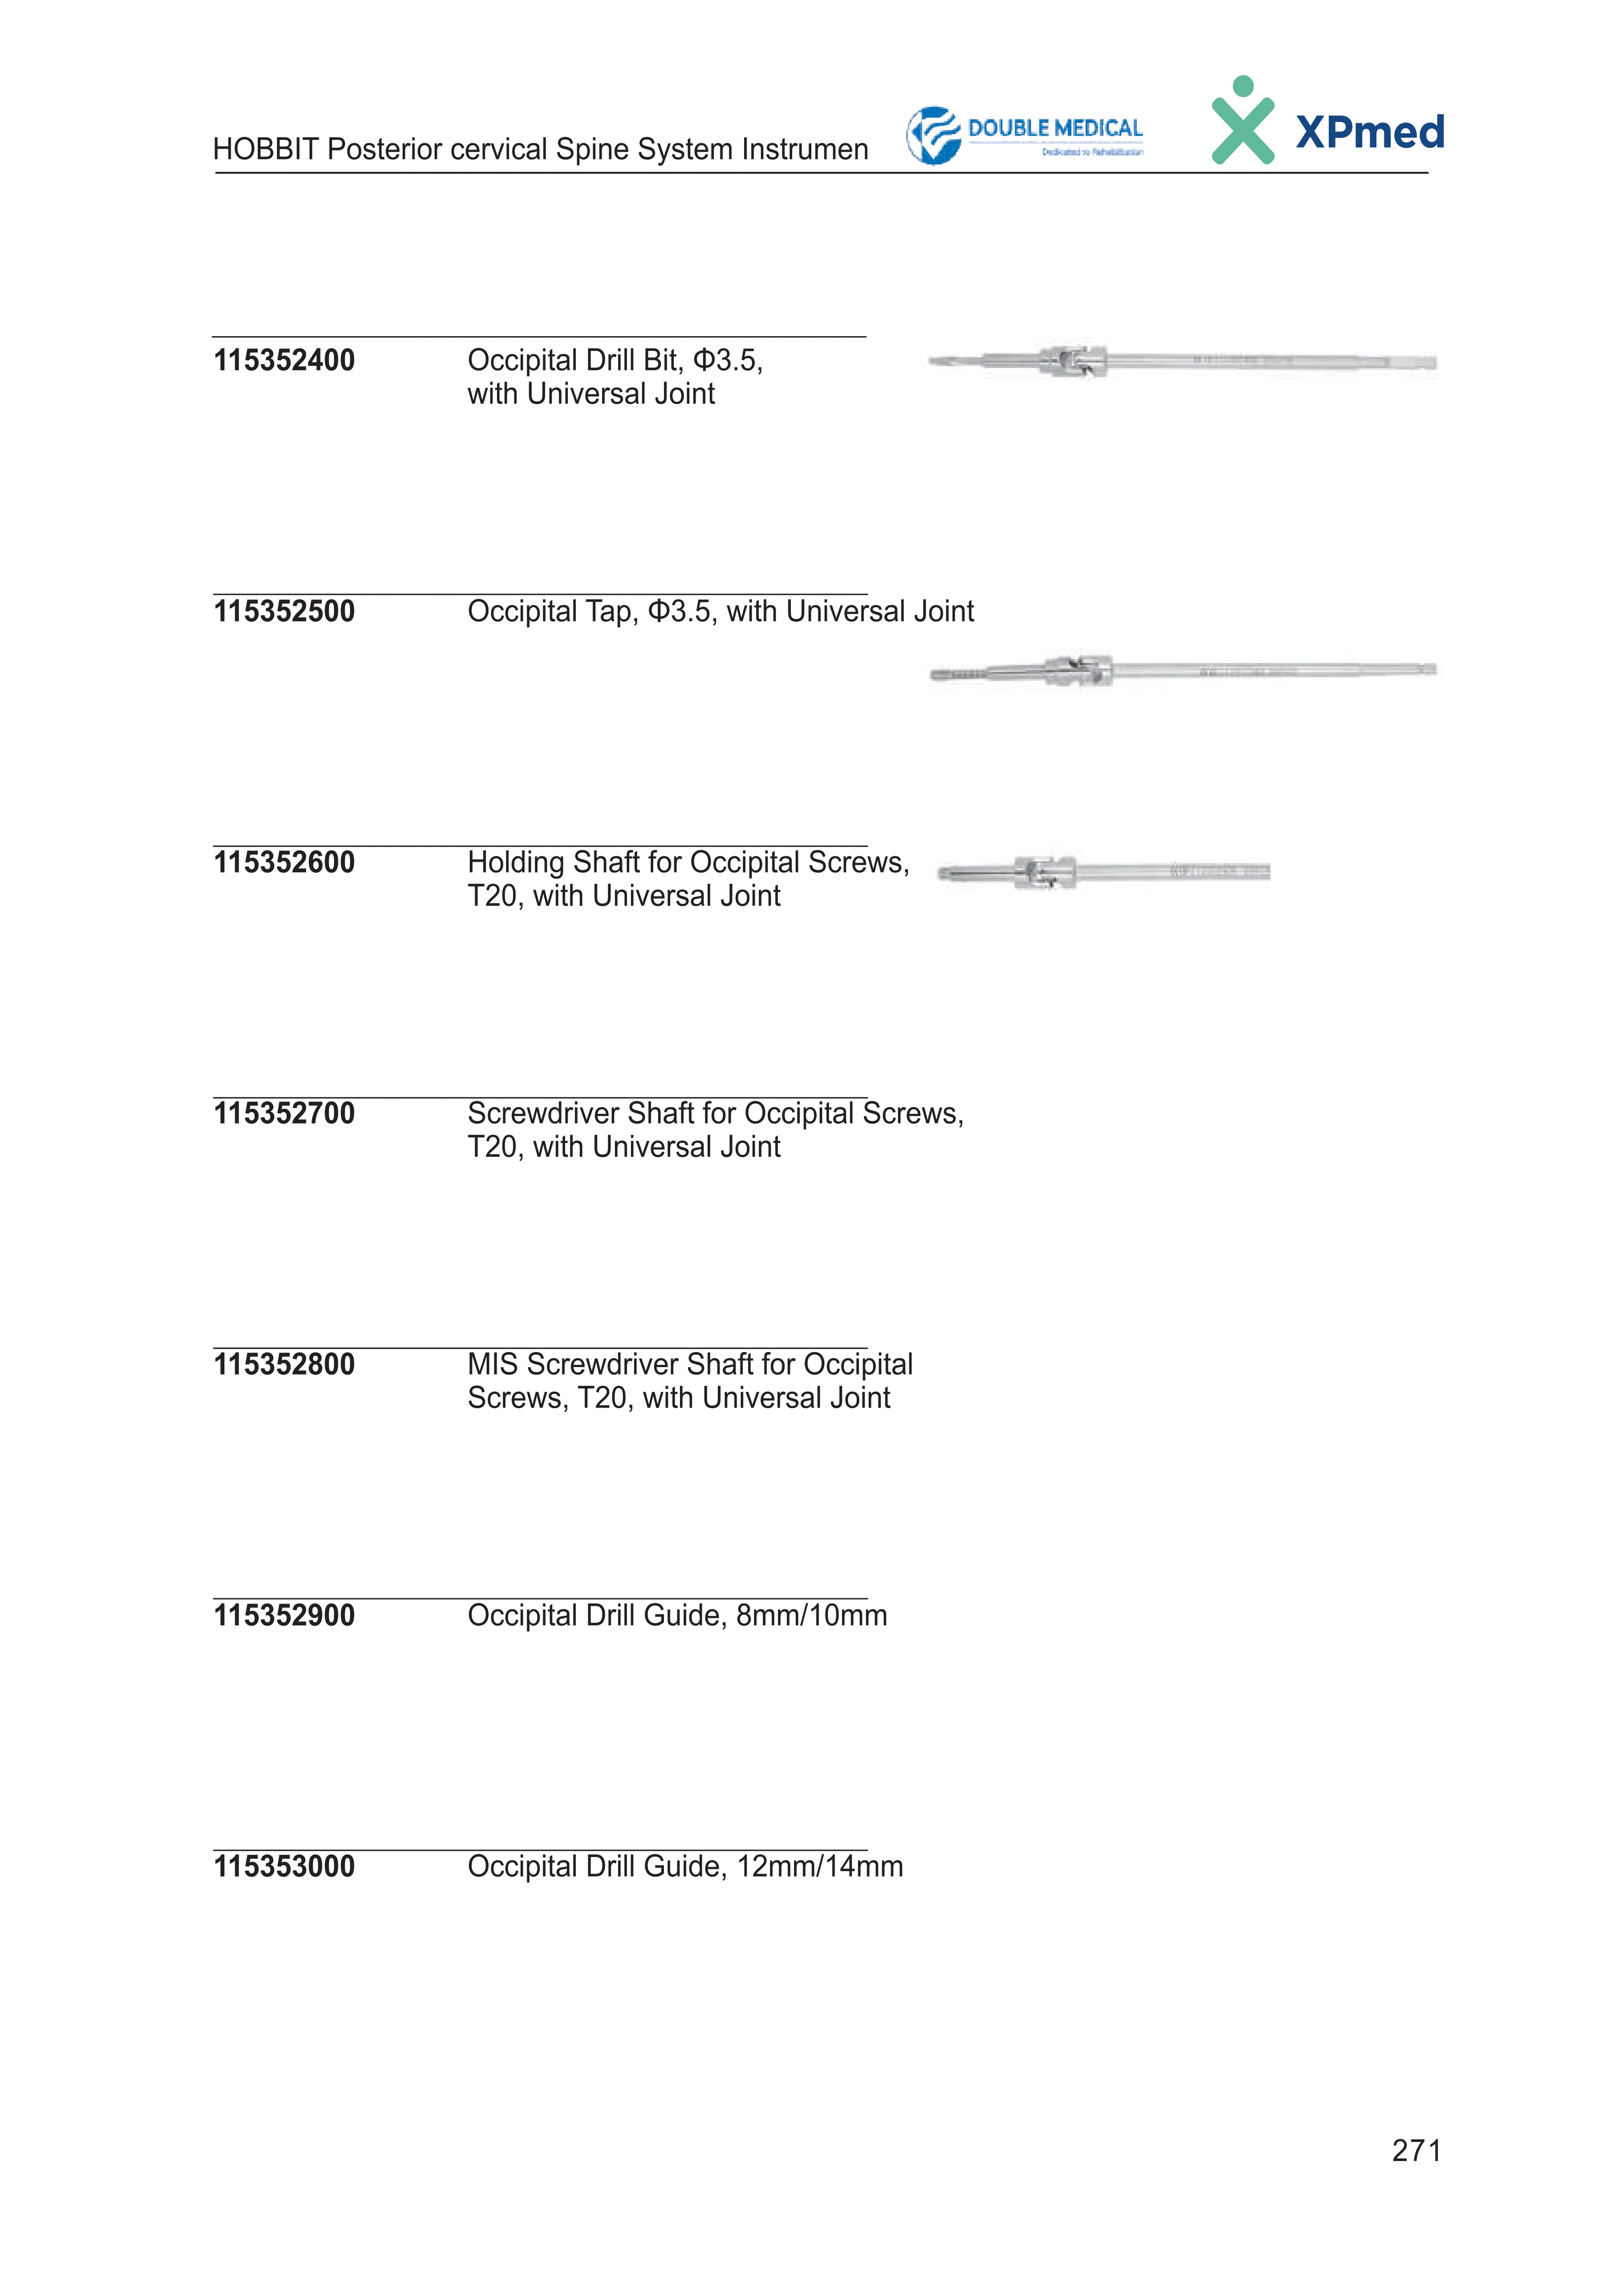 HOBBIT Posterior cervical Spine System Instrumen
DOUBLE MEDICAL
Dedicated to Rehabilitation
XPmed
115352400 Occipital Drill Bit, Φ3.5,
with Universal Joint
115352500 Occipital Tap, Φ3.5, with Universal Joint
115352600 Holding Shaft for Occipital Screws,
T20, with Universal Joint
115352700 Screwdriver Shaft for Occipital Screws,
T20, with Universal Joint
115352800 MIS Screwdriver Shaft for Occipital
Screws, T20, with Universal Joint
115352900 Occipital Drill Guide, 8mm/10mm
115353000 Occipital Drill Guide, 12mm/14mm
271